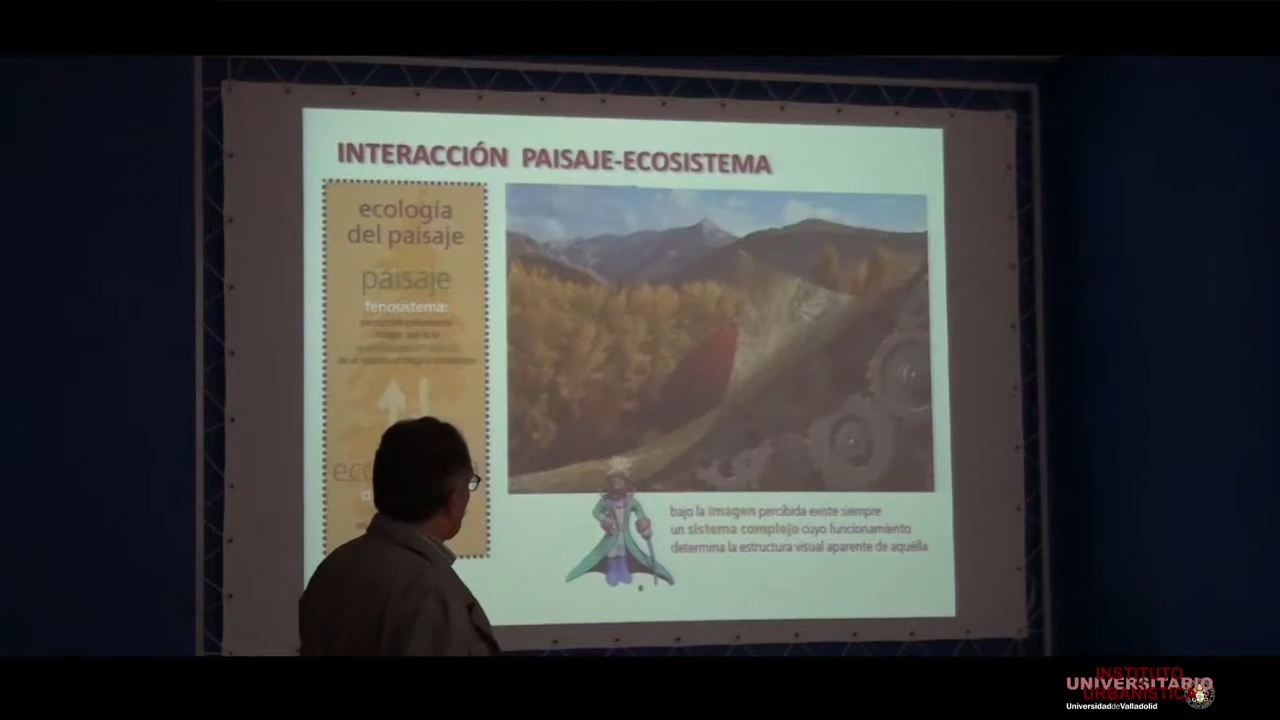 INTERACCIÓN PAISAJE-ECOSISTEMA
ecología
del paisaje
paisaje
fenosistema:
bajo la imagen percibida existe siempre
un sistema complejo cuyo funcionamiento
determina la estructura visual aparente de aquélla
INSTITUTO
UNIVERSITARIO
URBANÍSTICA
UniversidaddeValladolid